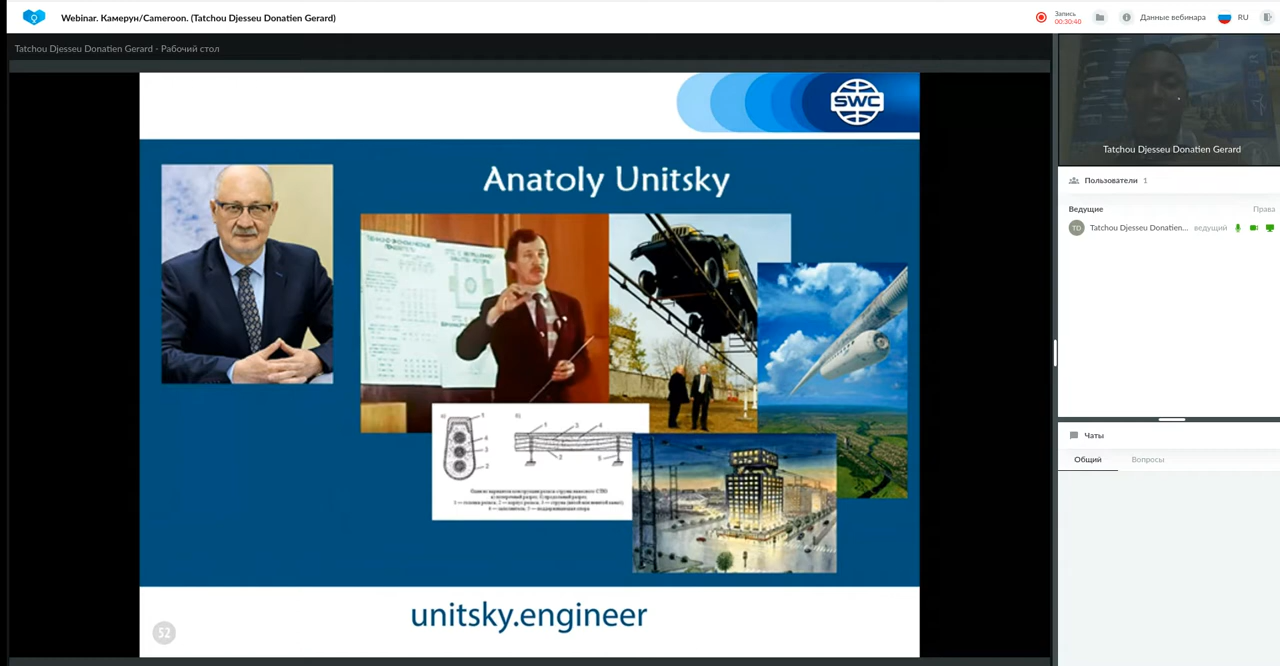 Webinar. Камерун/Cameroon. (Tatchou Djesseu Donatien Gerard)
Запись
00:30:40
Данные вебинара
RU
Tatchou Djesseu Donatien Gerard - Рабочий стол
SWC
Anatoly Unitsky
unitsky.engineer
52
Tatchou Djesseu Donatien Gerard
Пользователи 1
Ведущие Права
TD Tatchou Djesseu Donatien... ведущий
Чаты
Общий Вопросы